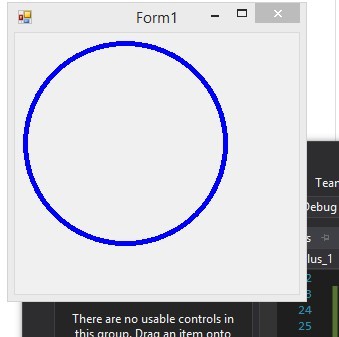 Form1
Team
Debug
s
lus_1
2
3
24
25
There are no usable controls in
this group. Drag an item onto